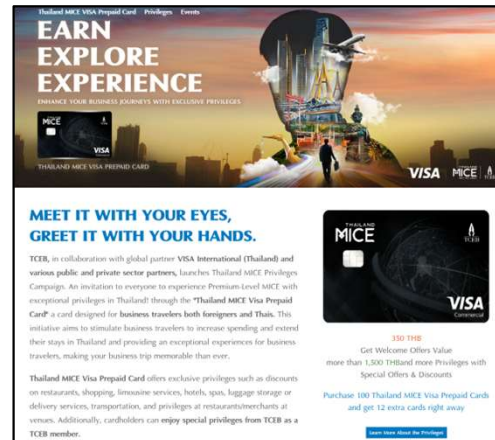 Thailand MICE VISA Prepaid Card Privileges Events
EARN
EXPLORE
EXPERIENCE
ENHANCE YOUR BUSINESS JOURNEYS WITH EXCLUSIVE PRIVILEGES
MICE
THAILAND MICE VISA PREPAID CARD
VISA MICE TCEB
MEET IT WITH YOUR EYES,
GREET IT WITH YOUR HANDS.
TCEB, in collaboration with global partner VISA International (Thailand) and
various public and private sector partners, launches Thailand MICE Privileges
Campaign. An invitation to everyone to experience Premium-Level MICE with
exceptional privileges in Thailand! through the "Thailand MICE Visa Prepaid
Card" a card designed for business travelers both foreigners and Thais. This
initiative aims to stimulate business travelers to increase spending and extend
their stays in Thailand and providing an exceptional experiences for business
travelers, making your business trip memorable than ever.
Thailand MICE Visa Prepaid Card offers exclusive privileges such as discounts
on restaurants, shopping, limousine services, hotels, spas, luggage storage or
delivery services, transportation, and privileges at restaurants/merchants at
venues. Additionally, cardholders can enjoy special privileges from TCEB as a
TCEB member.
THAILAND
MICE
TCEB
VISA
Commercial
350 THB
Get Welcome Offers Value
more than 1,500 THBand more Privileges with
Special Offers & Discounts
Purchase 100 Thailand MICE Visa Prepaid Cards
and get 12 extra cards right away
Learn More About the Privileges